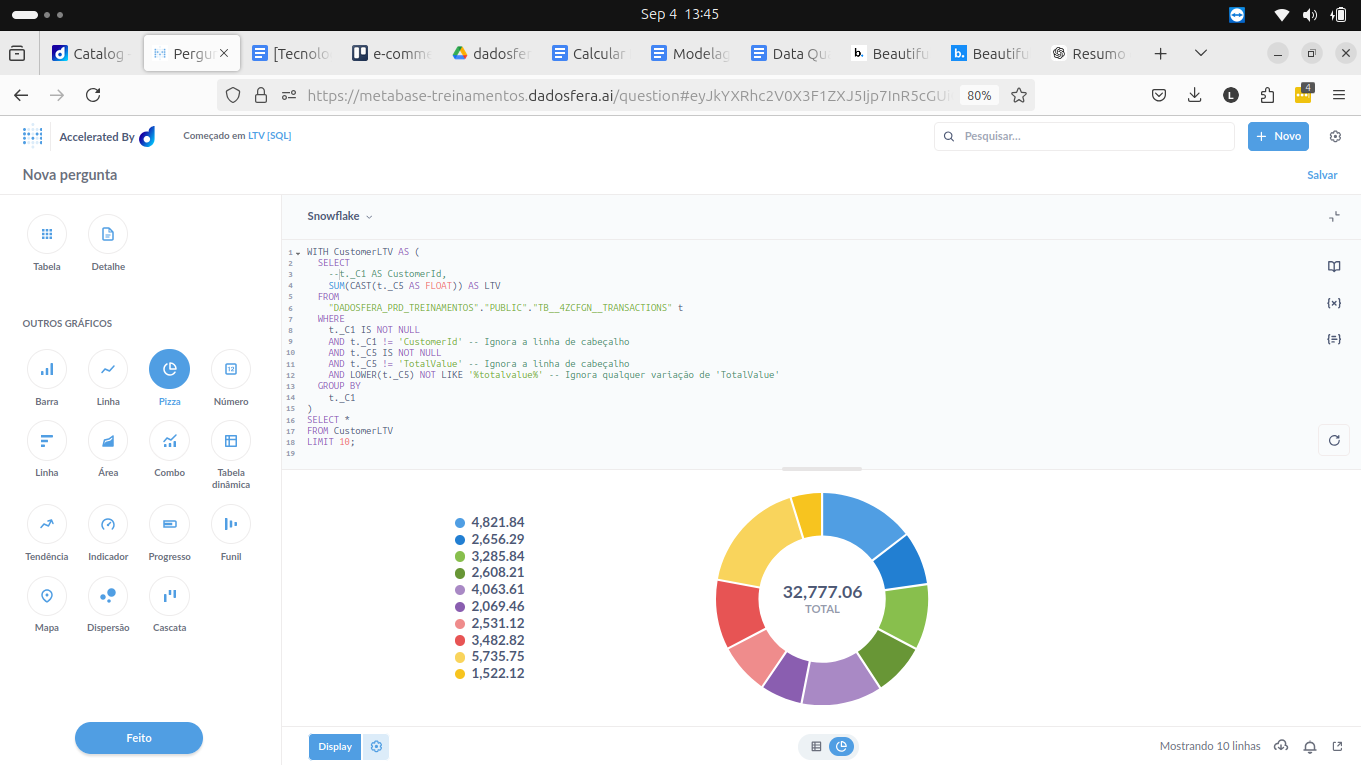 Sep 4 13:45
Catalog
Pergu
[Tecnolo
e-comme
dadosfer
Calcular
Modelag
Data Qu
Beautifu
Beautifu
Resumo
https://metabase-treinamentos.dadosfera.ai/question#eyJkYXRhc2V0X3F1ZXJ5Ijp7InR5cGUi
80%
L
4
Accelerated By
Começado em LTV [SQL]
Pesquisar...
+ Novo
Nova pergunta
Salvar
Tabela
Detalhe
OUTROS GRÁFICOS
Barra
Linha
Pizza
12
Número
Linha
Área
Combo
Tabela
dinâmica
Tendência
Indicador
Progresso
Funil
Mapa
Dispersão
Cascata
Feito
Snowflake
1 WITH CustomerLTV AS (
2 SELECT
3 --t._C1 AS CustomerId,
4 SUM(CAST(t._C5 AS FLOAT)) AS LTV
5 FROM
6 "DADOSFERA_PRD_TREINAMENTOS"."PUBLIC"."TB__4ZCFGN__TRANSACTIONS" t
7 WHERE
8 t._C1 IS NOT NULL
9 AND t._C1 != 'CustomerId' -- Ignora a linha de cabeçalho
10 AND t._C5 IS NOT NULL
11 AND t._C5 != 'TotalValue' -- Ignora a linha de cabeçalho
12 AND LOWER(t._C5) NOT LIKE '%totalvalue%' -- Ignora qualquer variação de 'TotalValue'
13 GROUP BY
14 t._C1
15 )
16 SELECT *
17 FROM CustomerLTV
18 LIMIT 10;
19
{x}
4,821.84
2,656.29
3,285.84
2,608.21
4,063.61
2,069.46
2,531.12
3,482.82
5,735.75
1,522.12
32,777.06
TOTAL
Display
Mostrando 10 linhas